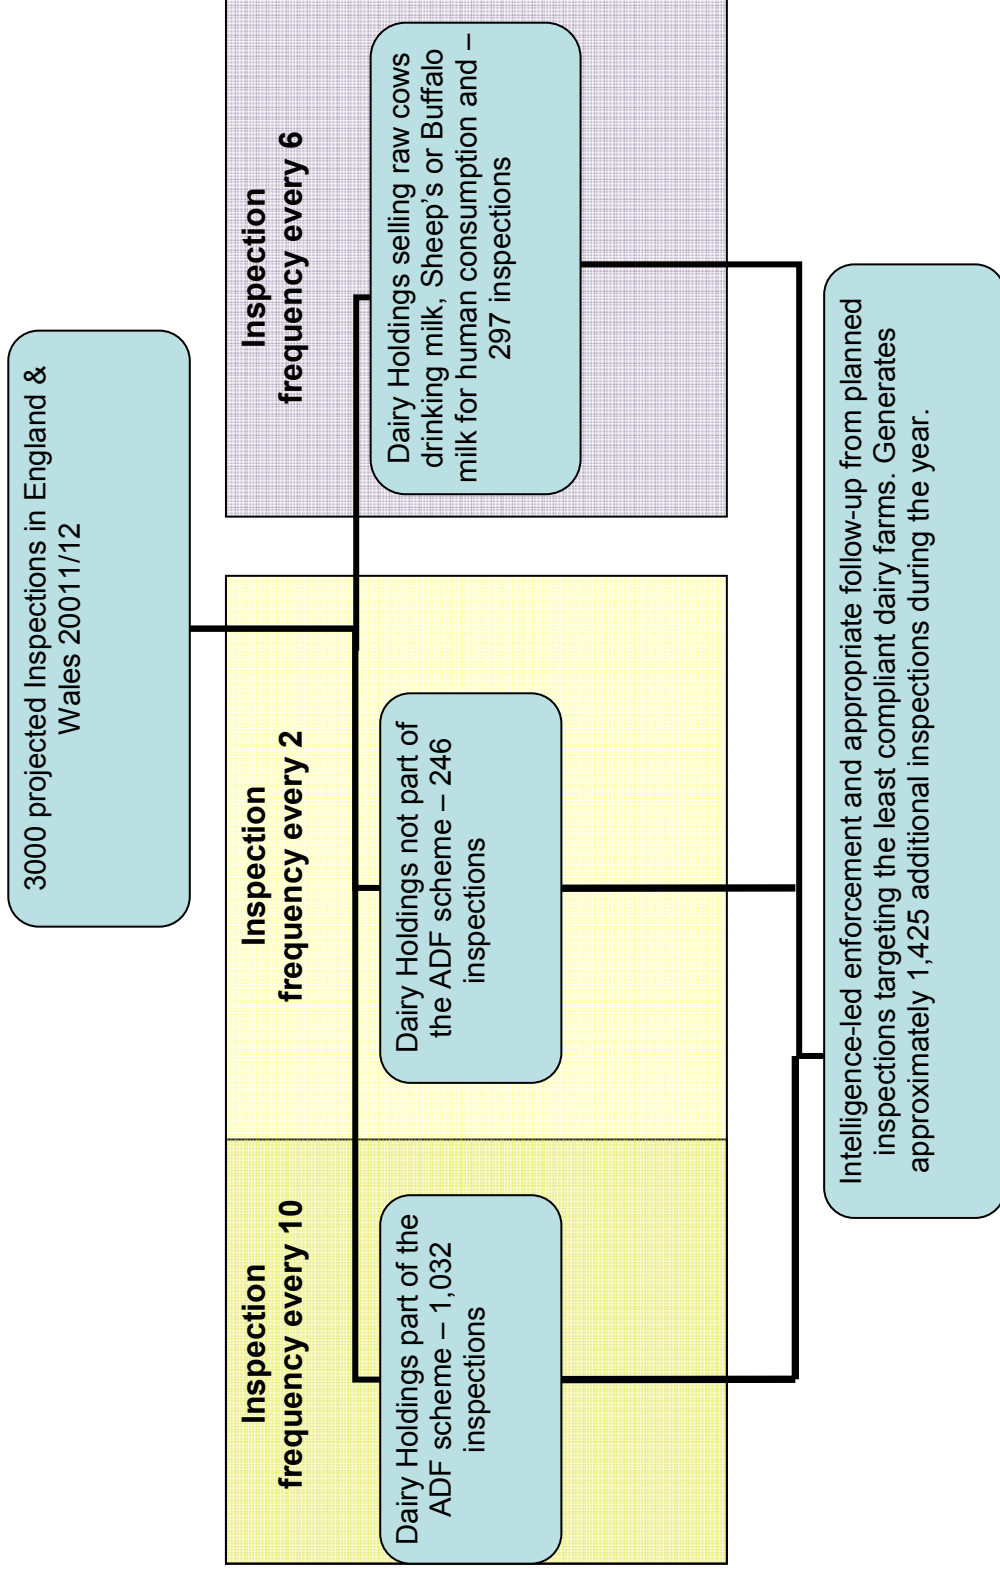 3000 projected Inspections in England &
Wales 20011/12
Inspection
frequency every 10
Inspection
frequency every 2
Inspection
frequency every 6
Dairy Holdings part of the
ADF scheme – 1,032
inspections
Dairy Holdings not part of
the ADF scheme – 246
inspections
Dairy Holdings selling raw cows
drinking milk, Sheep’s or Buffalo
milk for human consumption and –
297 inspections
Intelligence-led enforcement and appropriate follow-up from planned
inspections targeting the least compliant dairy farms. Generates
approximately 1,425 additional inspections during the year.